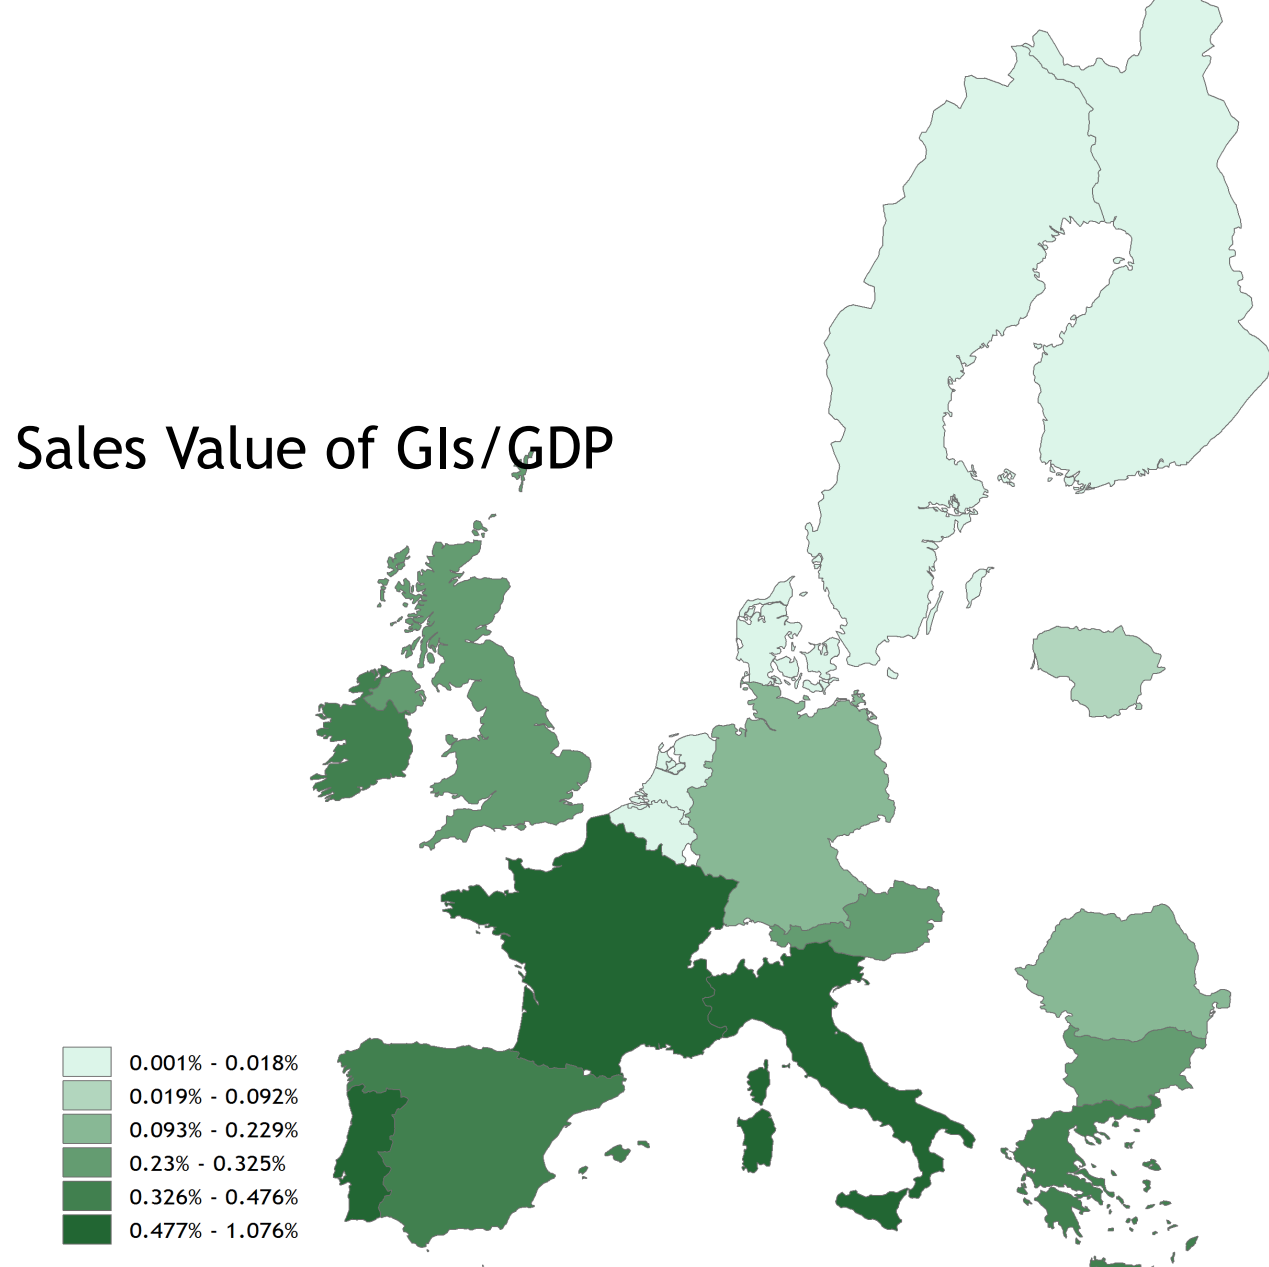 Sales Value of GIs/GDP
0.001% - 0.018%
0.019% - 0.092%
0.093% - 0.229%
0.23% - 0.325%
0.326% - 0.476%
0.477% - 1.076%